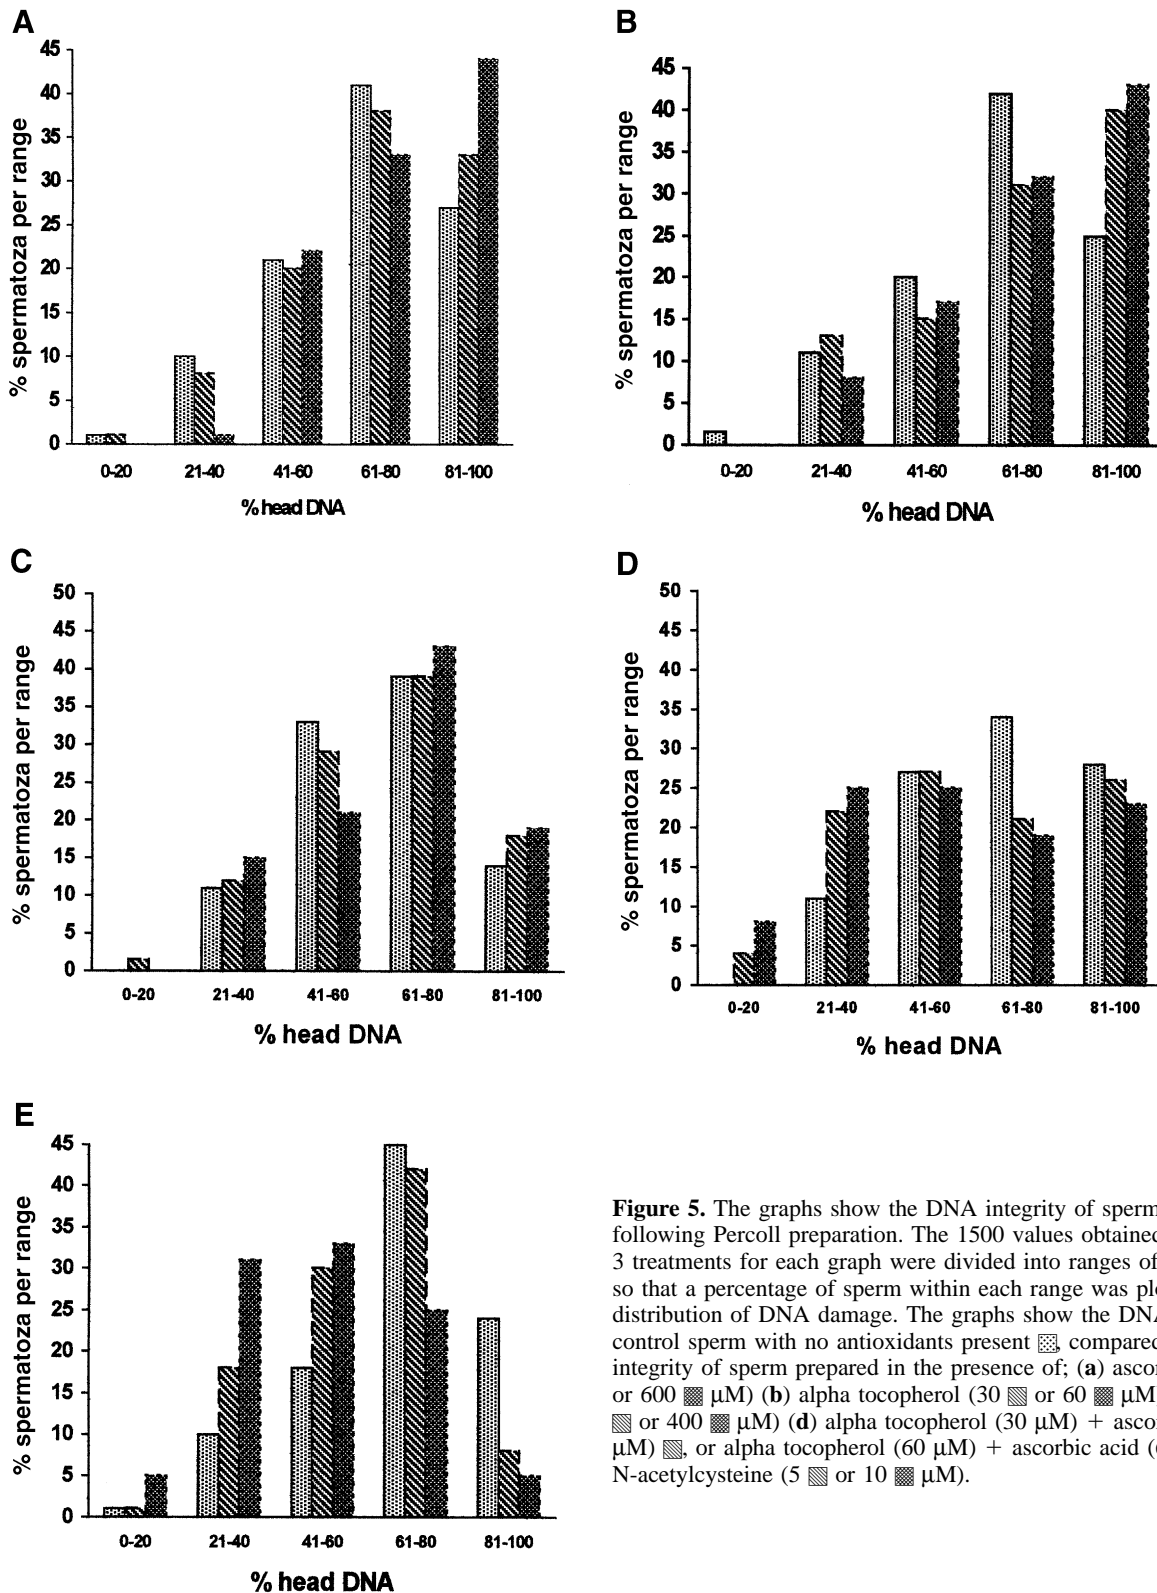 A
45
40
35
30
25
20
15
10
5
0
% spermatoza per range
0-20 21-40 41-60 61-80 81-100
% head DNA
B
45
40
35
30
25
20
15
10
5
0
% spermatoza per range
0-20 21-40 41-60 61-80 81-100
% head DNA
C
50
45
40
35
30
25
20
15
10
5
0
% spermatoza per range
0-20 21-40 41-60 61-80 81-100
% head DNA
D
50
45
40
35
30
25
20
15
10
5
0
% spermatoza per range
0-20 21-40 41-60 61-80 81-100
% head DNA
E
45
40
35
30
25
20
15
10
5
0
% spermatoza per range
0-20 21-40 41-60 61-80 81-100
% head DNA
Figure 5. The graphs show the DNA integrity of sperm
following Percoll preparation. The 1500 values obtained
3 treatments for each graph were divided into ranges of
so that a percentage of sperm within each range was plo
distribution of DNA damage. The graphs show the DNA
control sperm with no antioxidants present , compared
integrity of sperm prepared in the presence of; (a) ascor
or 600 μM) (b) alpha tocopherol (30 or 60 μM)
or 400 μM) (d) alpha tocopherol (30 μM) + ascor
μM) , or alpha tocopherol (60 μM) + ascorbic acid (
N-acetylcysteine (5 or 10 μM).